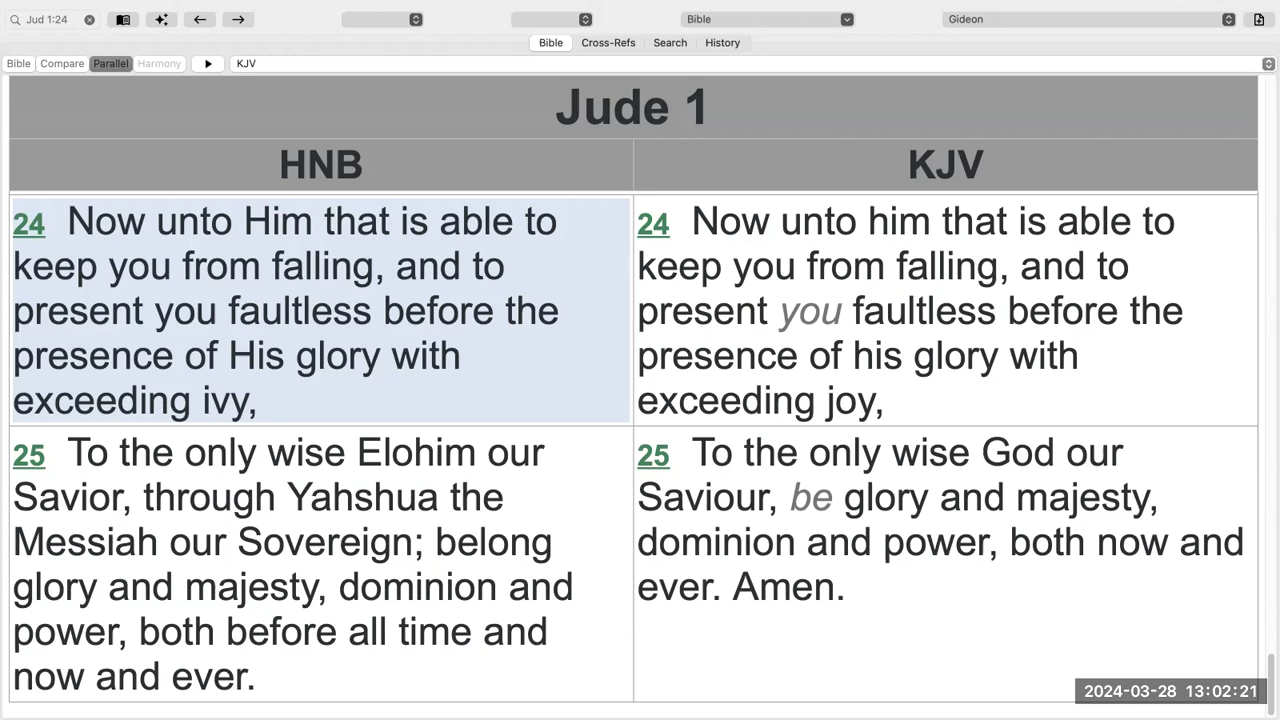 Jud 1:24 Bible Gideon
Bible Cross-Refs Search History
Bible Compare Parallel Harmony KJV
Jude 1
HNB KJV
24 Now unto Him that is able to
keep you from falling, and to
present you faultless before the
presence of His glory with
exceeding ivy,
24 Now unto him that is able to
keep you from falling, and to
present you faultless before the
presence of his glory with
exceeding joy,
25 To the only wise Elohim our
Savior, through Yahshua the
Messiah our Sovereign; belong
glory and majesty, dominion and
power, both before all time and
now and ever.
25 To the only wise God our
Saviour, be glory and majesty,
dominion and power, both now and
ever. Amen.
2024-03-28 13:02:21